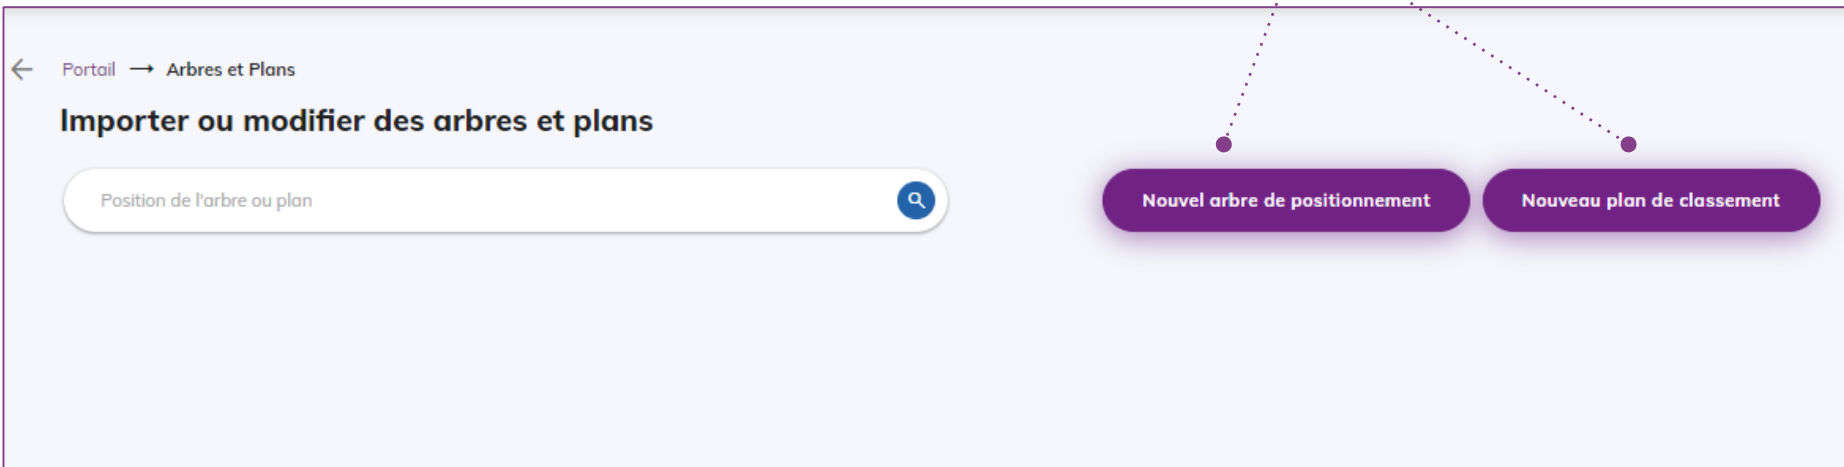 Portail → Arbres et Plans
Importer ou modifier des arbres et plans
Position de l'arbre ou plan
Nouvel arbre de positionnement
Nouveau plan de classement